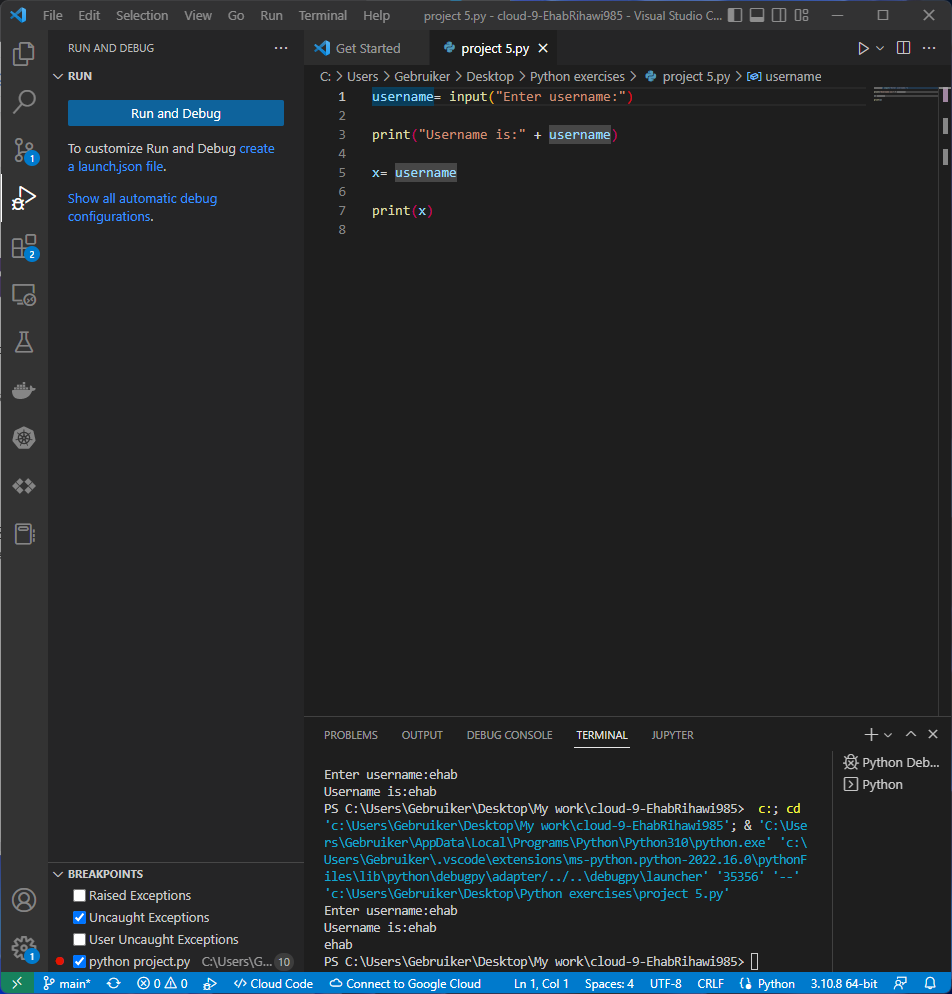 File Edit Selection View Go Run Terminal Help project 5.py - cloud-9-EhabRihawi985 - Visual Studio C...
RUN AND DEBUG ...
RUN
Run and Debug
To customize Run and Debug create
a launch.json file.
Show all automatic debug
configurations.
1
2
Get Started project 5.py
C: > Users > Gebruiker > Desktop > Python exercises > project 5.py > username
1 username= input("Enter username:")
2
3 print("Username is:" + username)
4
5 x= username
6
7 print(x)
8
PROBLEMS OUTPUT DEBUG CONSOLE TERMINAL JUPYTER
Python Deb...
Python
Enter username:ehab
Username is:ehab
PS C:\Users\Gebruiker\Desktop\My work\cloud-9-EhabRihawi985>  c:; cd
'c:\Users\Gebruiker\Desktop\My work\cloud-9-EhabRihawi985'; & 'C:\Use
rs\Gebruiker\AppData\Local\Programs\Python\Python310\python.exe' 'c:\
Users\Gebruiker\.vscode\extensions\ms-python.python-2022.16.0\pythonF
iles\lib\python\debugpy\adapter/../..\debugpy\launcher' '35356' '--'
'c:\Users\Gebruiker\Desktop\Python exercises\project 5.py'
Enter username:ehab
Username is:ehab
ehab
PS C:\Users\Gebruiker\Desktop\My work\cloud-9-EhabRihawi985>
BREAKPOINTS
Raised Exceptions
Uncaught Exceptions
User Uncaught Exceptions
python project.py C:\Users\G... 10
1
main* 0 0 Cloud Code Connect to Google Cloud Ln 1, Col 1 Spaces: 4 UTF-8 CRLF Python 3.10.8 64-bit